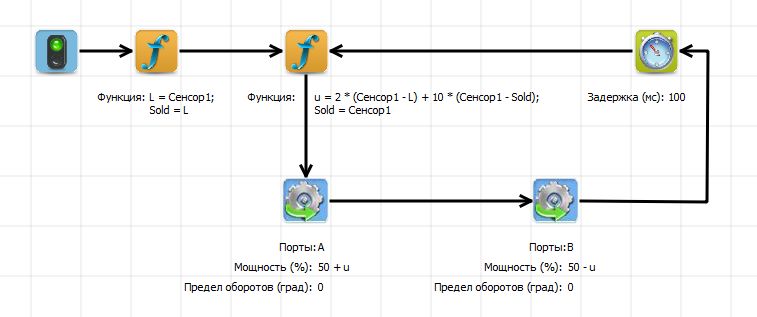 Функция: L = Сенсор1;
Sold = L
Функция: u = 2 * (Сенсор1 - L) + 10 * (Сенсор1 - Sold);
Sold = Сенсор1
Задержка (мс): 100
Порты: A
Мощность (%): 50 + u
Предел оборотов (град): 0
Порты: B
Мощность (%): 50 - u
Предел оборотов (град): 0